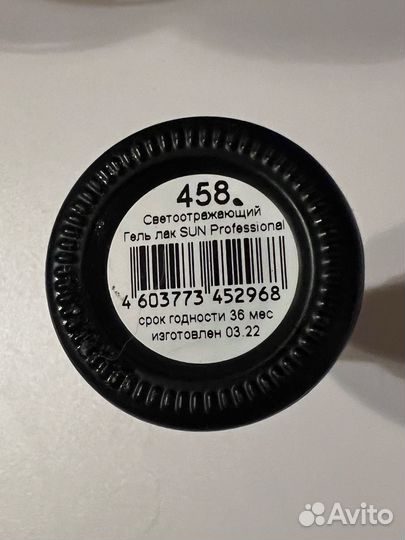 458
Светоотражающий
Гель лак SUN Professional
4 603773 452968
срок годности 36 мес
изготовлен 03.22
Avito